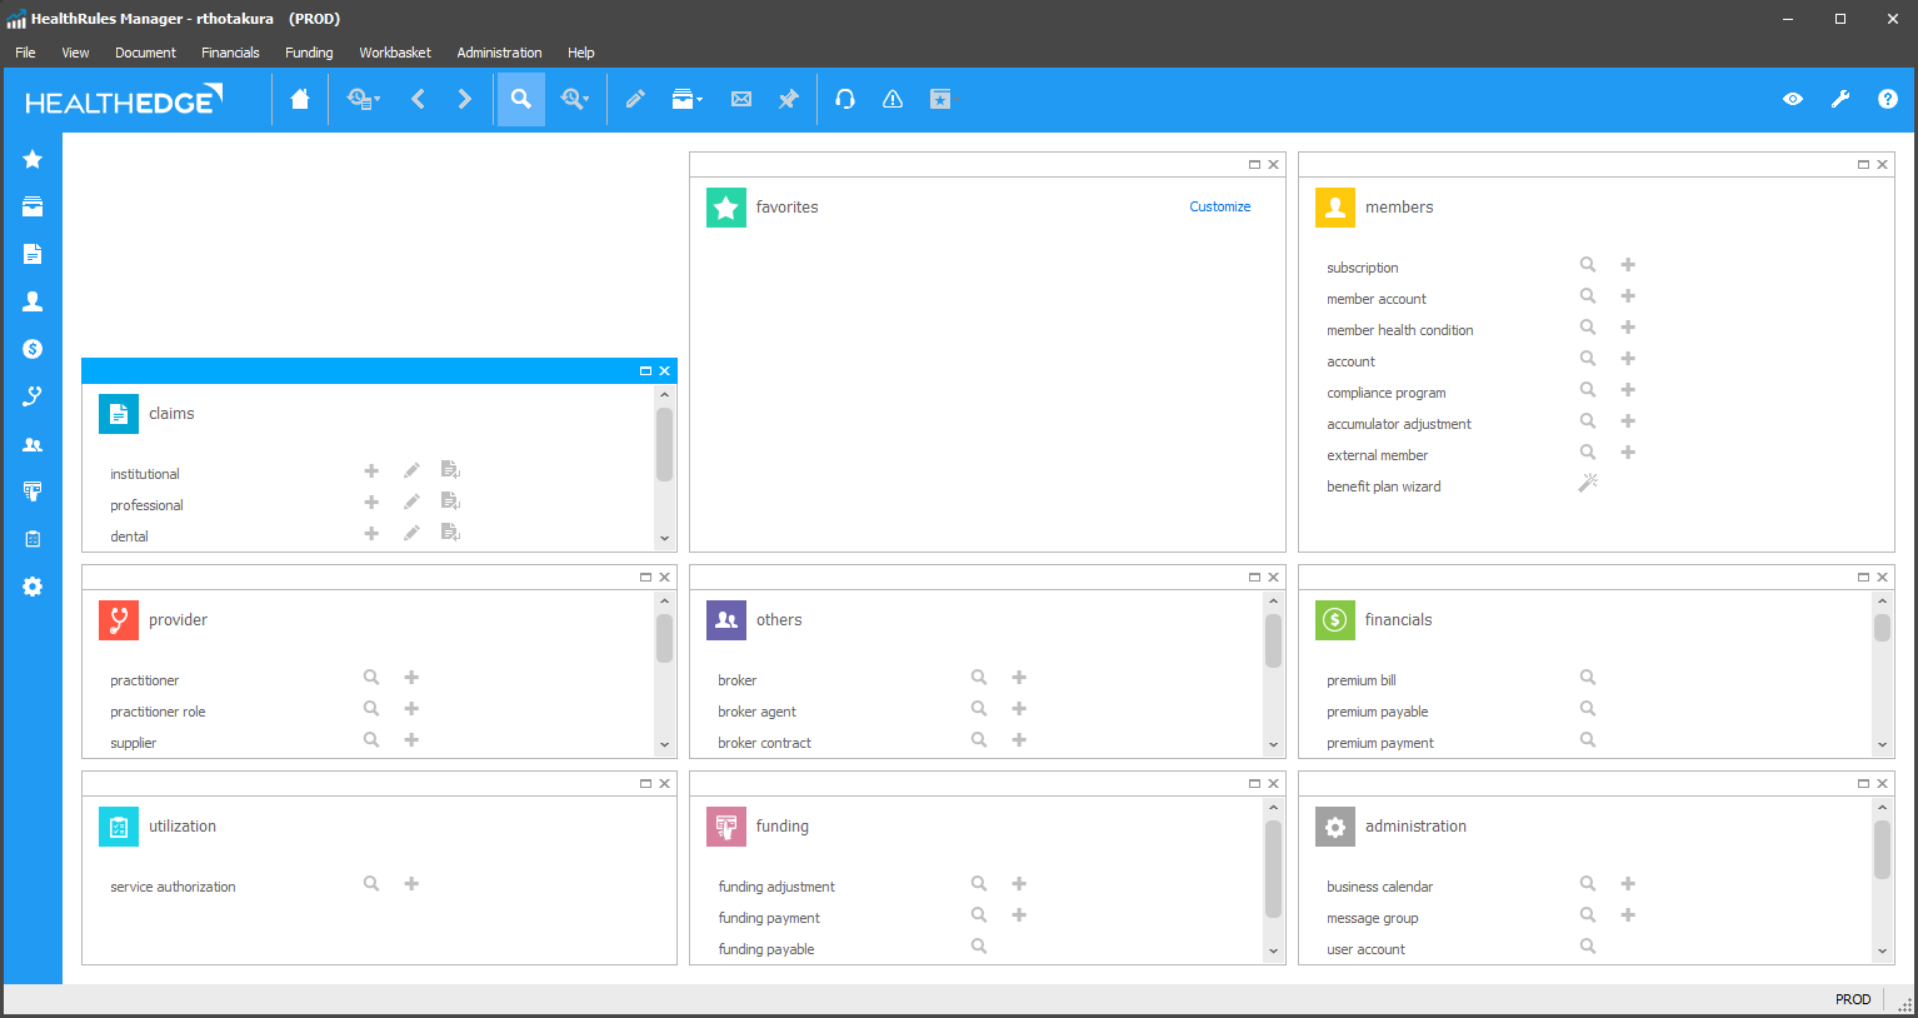 HealthRules Manager - rthotakura (PROD)
File View Document Financials Funding Workbasket Administration Help
HEALTHEDGE
favorites
Customize
members
subscription
member account
member health condition
account
compliance program
accumulator adjustment
external member
benefit plan wizard
claims
institutional
professional
dental
provider
practitioner
practitioner role
supplier
others
broker
broker agent
broker contract
financials
premium bill
premium payable
premium payment
utilization
service authorization
funding
funding adjustment
funding payment
funding payable
administration
business calendar
message group
user account
PROD